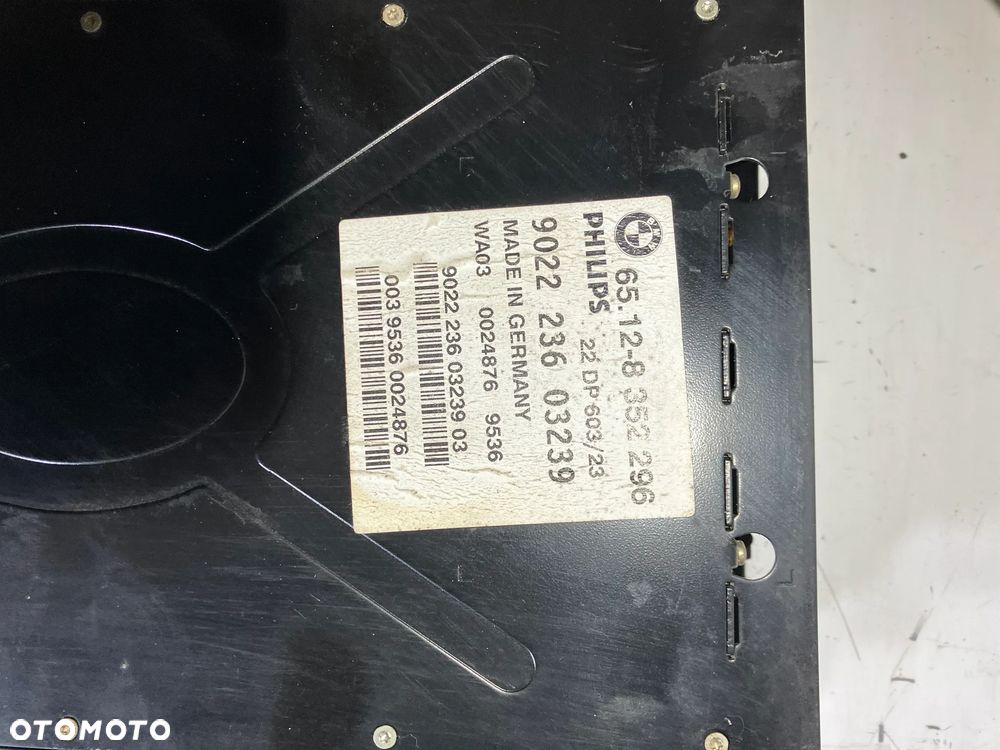 65.12-8 352 296
PHILIPS 22 DP 603/23
9022 236 03239
MADE IN GERMANY
WA03 0024876 9536
9022 236 03239 03
003 9536 0024876
OTOMOTO